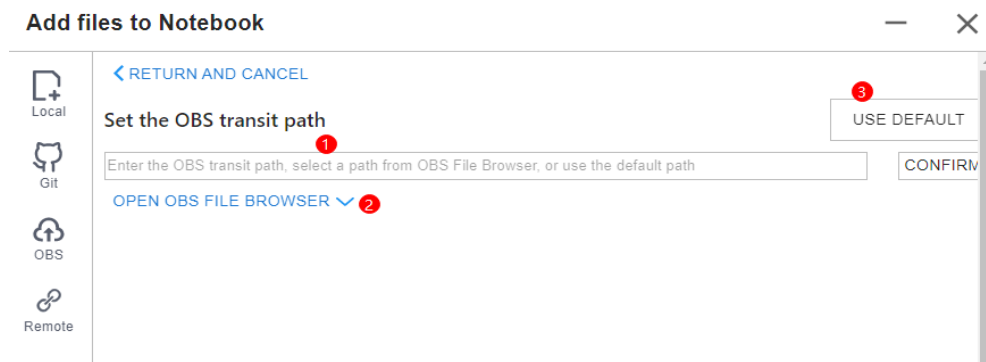 Add files to Notebook
RETURN AND CANCEL
Local
3
Set the OBS transit path
USE DEFAULT
1
Enter the OBS transit path, select a path from OBS File Browser, or use the default path
CONFIRM
Git
OPEN OBS FILE BROWSER 2
OBS
Remote